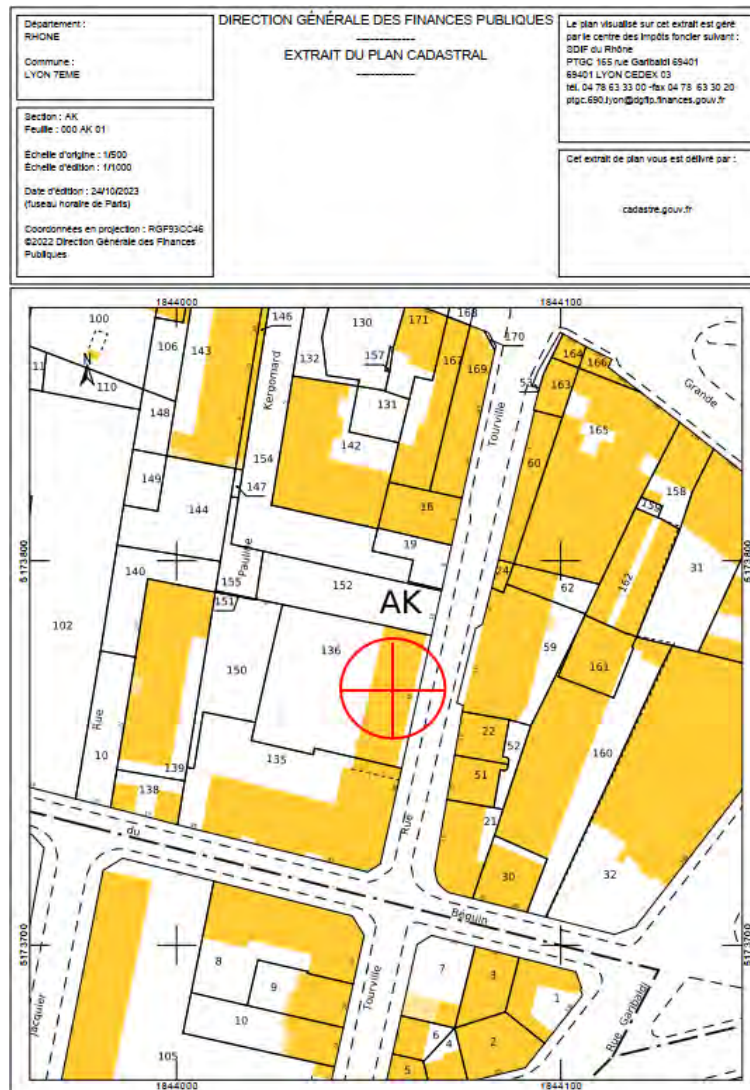 Département :
RHONE
Commune :
LYON 7EME
Section : AK
Feuille : 000 AK 01
Échelle d'origine : 1/500
Échelle d'édition : 1/1000
Date d'édition : 24/10/2023
(fuseau horaire de Paris)
Coordonnées en projection : RGF93CC46
©2022 Direction Générale des Finances
Publiques
DIRECTION GÉNÉRALE DES FINANCES PUBLIQUES
-------------
EXTRAIT DU PLAN CADASTRAL
-------------
Le plan visualisé sur cet extrait est géré
par le centre des impôts foncier suivant :
SDIF du Rhône
PTGC 165 rue Garibaldi 69401
69401 LYON CEDEX 03
tél. 04 78 63 33 00 -fax 04 78 63 30 20
ptgc.690.lyon@dgfip.finances.gouv.fr
Cet extrait de plan vous est délivré par :
cadastre.gouv.fr
1844000
1844100
100
106
143
146
130
157
171
168
170
164
166
132
167
169
53
163
Grande
11
N
110
Kergomard
131
Tourville
148
142
165
154
60
149
147
158
159
144
18
19
5173800
5173800
Pauline
31
140
155
152
24
62
162
151
AK
102
136
59
150
161
Rue
22
52
160
10
139
135
51
138
du
Rue
21
30
32
Béguin
5173700
5173700
8
7
3
9
Tourville
1
10
6
4
2
Jacquier
105
5
Rue Garibaldi
1844000
1844100